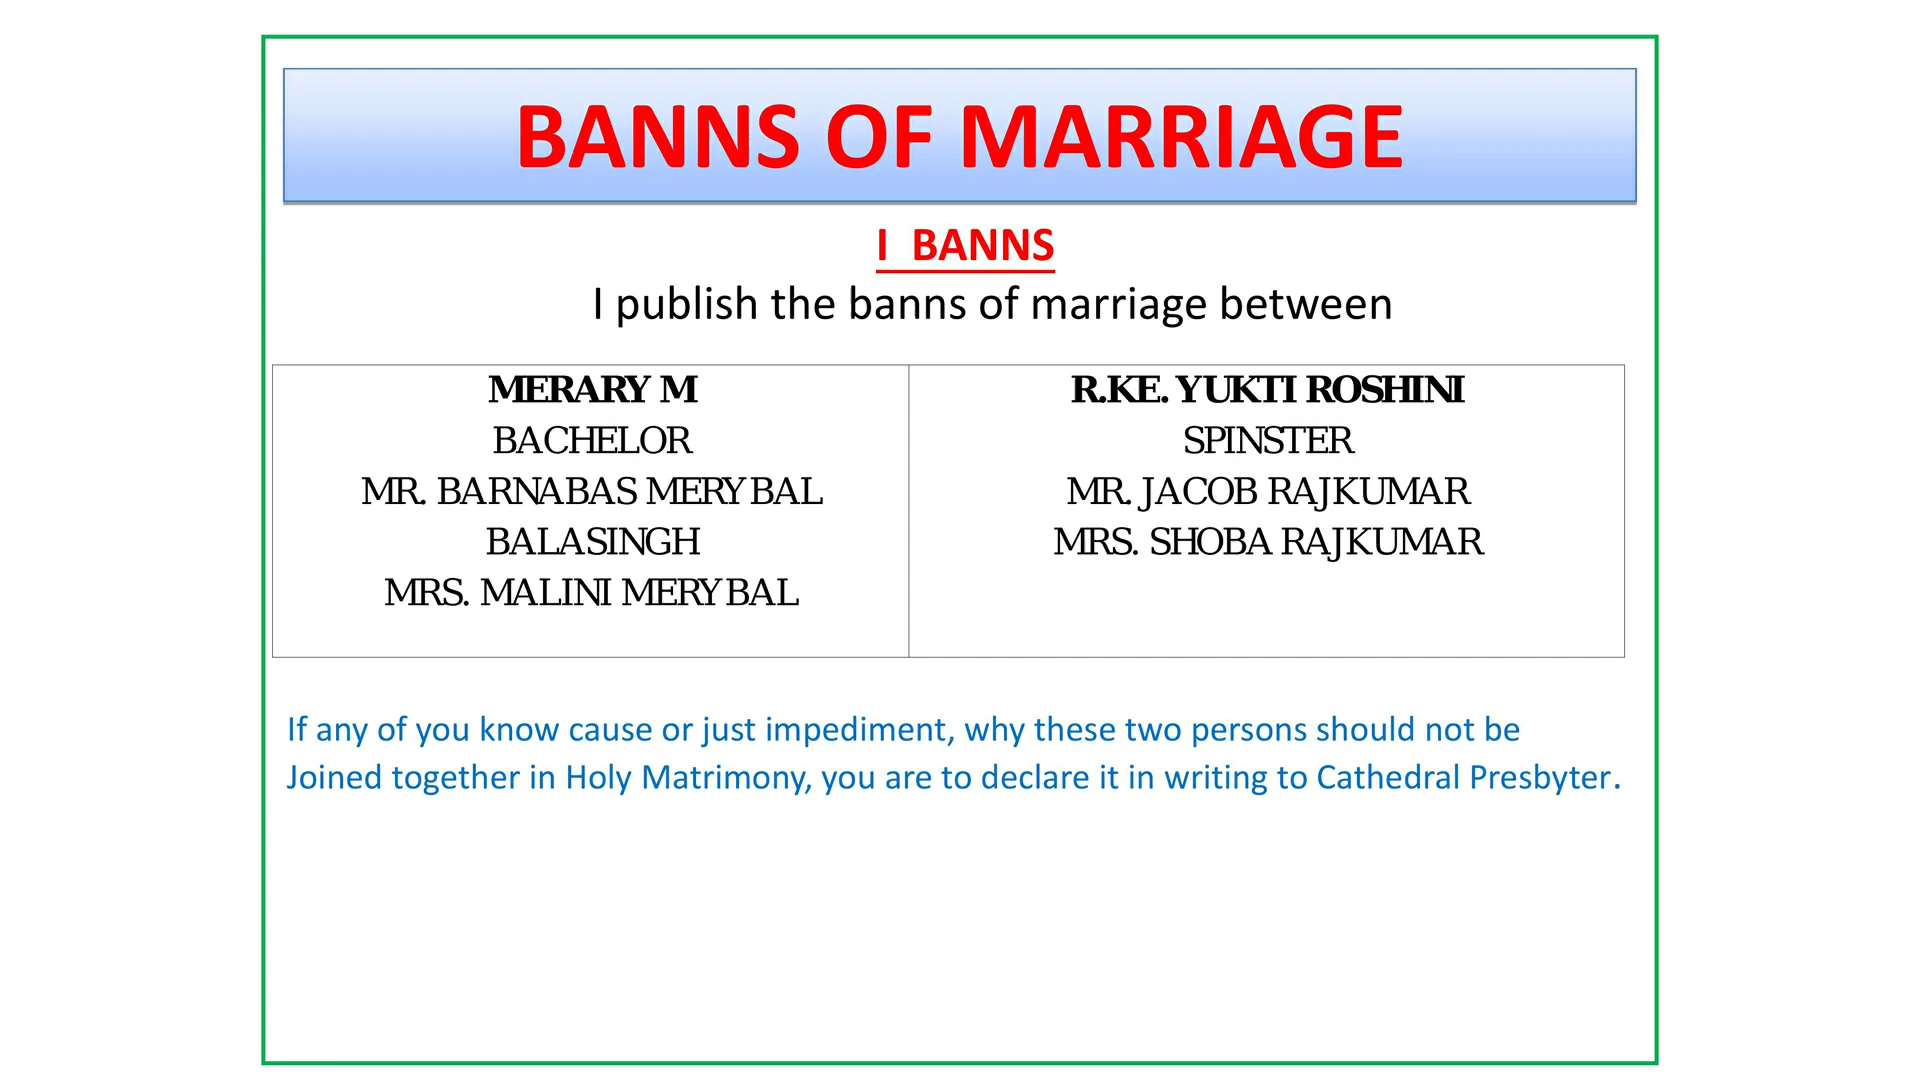 BANNS OF MARRIAGE
I BANNS
I publish the banns of marriage between
MERARY M
BACHELOR
MR. BARNABAS MERYBAL
BALASINGH
MRS. MALINI MERYBAL
R.KE. YUKTI ROSHINI
SPINSTER
MR. JACOB RAJKUMAR
MRS. SHOBA RAJKUMAR
If any of you know cause or just impediment, why these two persons should not be
Joined together in Holy Matrimony, you are to declare it in writing to Cathedral Presbyter.